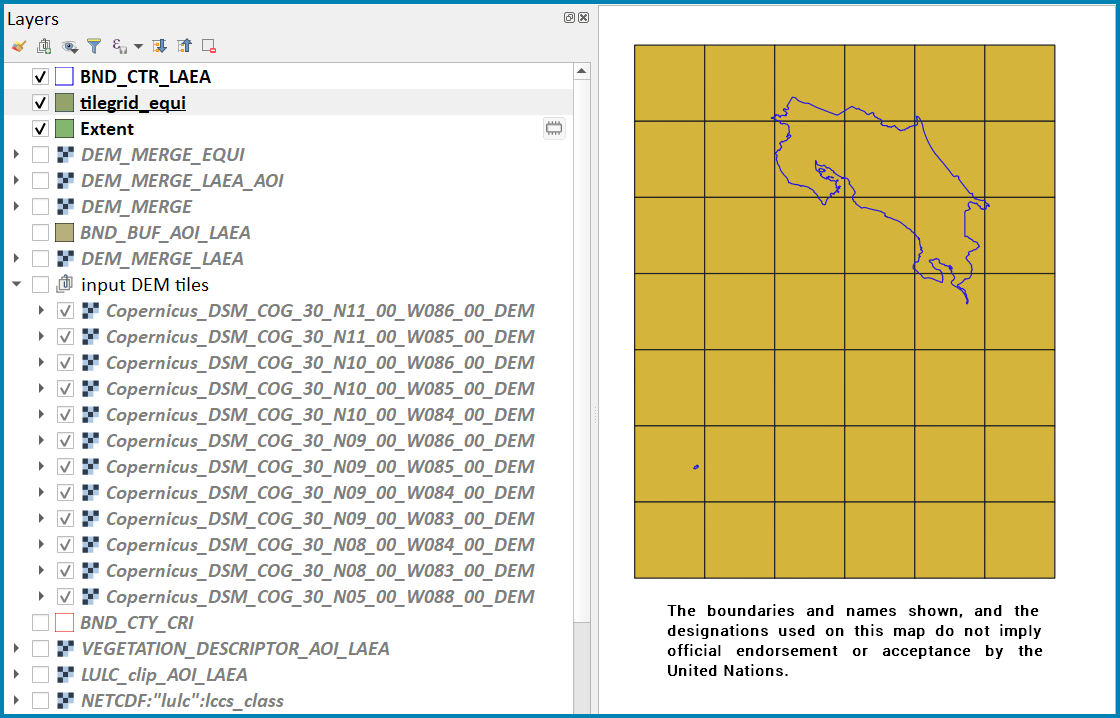 Layers
BND_CTR_LAEA
tilegrid_equi
Extent
DEM_MERGE_EQUI
DEM_MERGE_LAEA_AOI
DEM_MERGE
BND_BUF_AOI_LAEA
DEM_MERGE_LAEA
input DEM tiles
Copernicus_DSM_COG_30_N11_00_W086_00_DEM
Copernicus_DSM_COG_30_N11_00_W085_00_DEM
Copernicus_DSM_COG_30_N10_00_W086_00_DEM
Copernicus_DSM_COG_30_N10_00_W085_00_DEM
Copernicus_DSM_COG_30_N10_00_W084_00_DEM
Copernicus_DSM_COG_30_N09_00_W086_00_DEM
Copernicus_DSM_COG_30_N09_00_W085_00_DEM
Copernicus_DSM_COG_30_N09_00_W084_00_DEM
Copernicus_DSM_COG_30_N09_00_W083_00_DEM
Copernicus_DSM_COG_30_N08_00_W084_00_DEM
Copernicus_DSM_COG_30_N08_00_W083_00_DEM
Copernicus_DSM_COG_30_N05_00_W088_00_DEM
BND_CTY_CRI
VEGETATION_DESCRIPTOR_AOI_LAEA
LULC_clip_AOI_LAEA
NETCDF:"lulc":lccs_class
The boundaries and names shown, and the
designations used on this map do not imply
official endorsement or acceptance by the
United Nations.